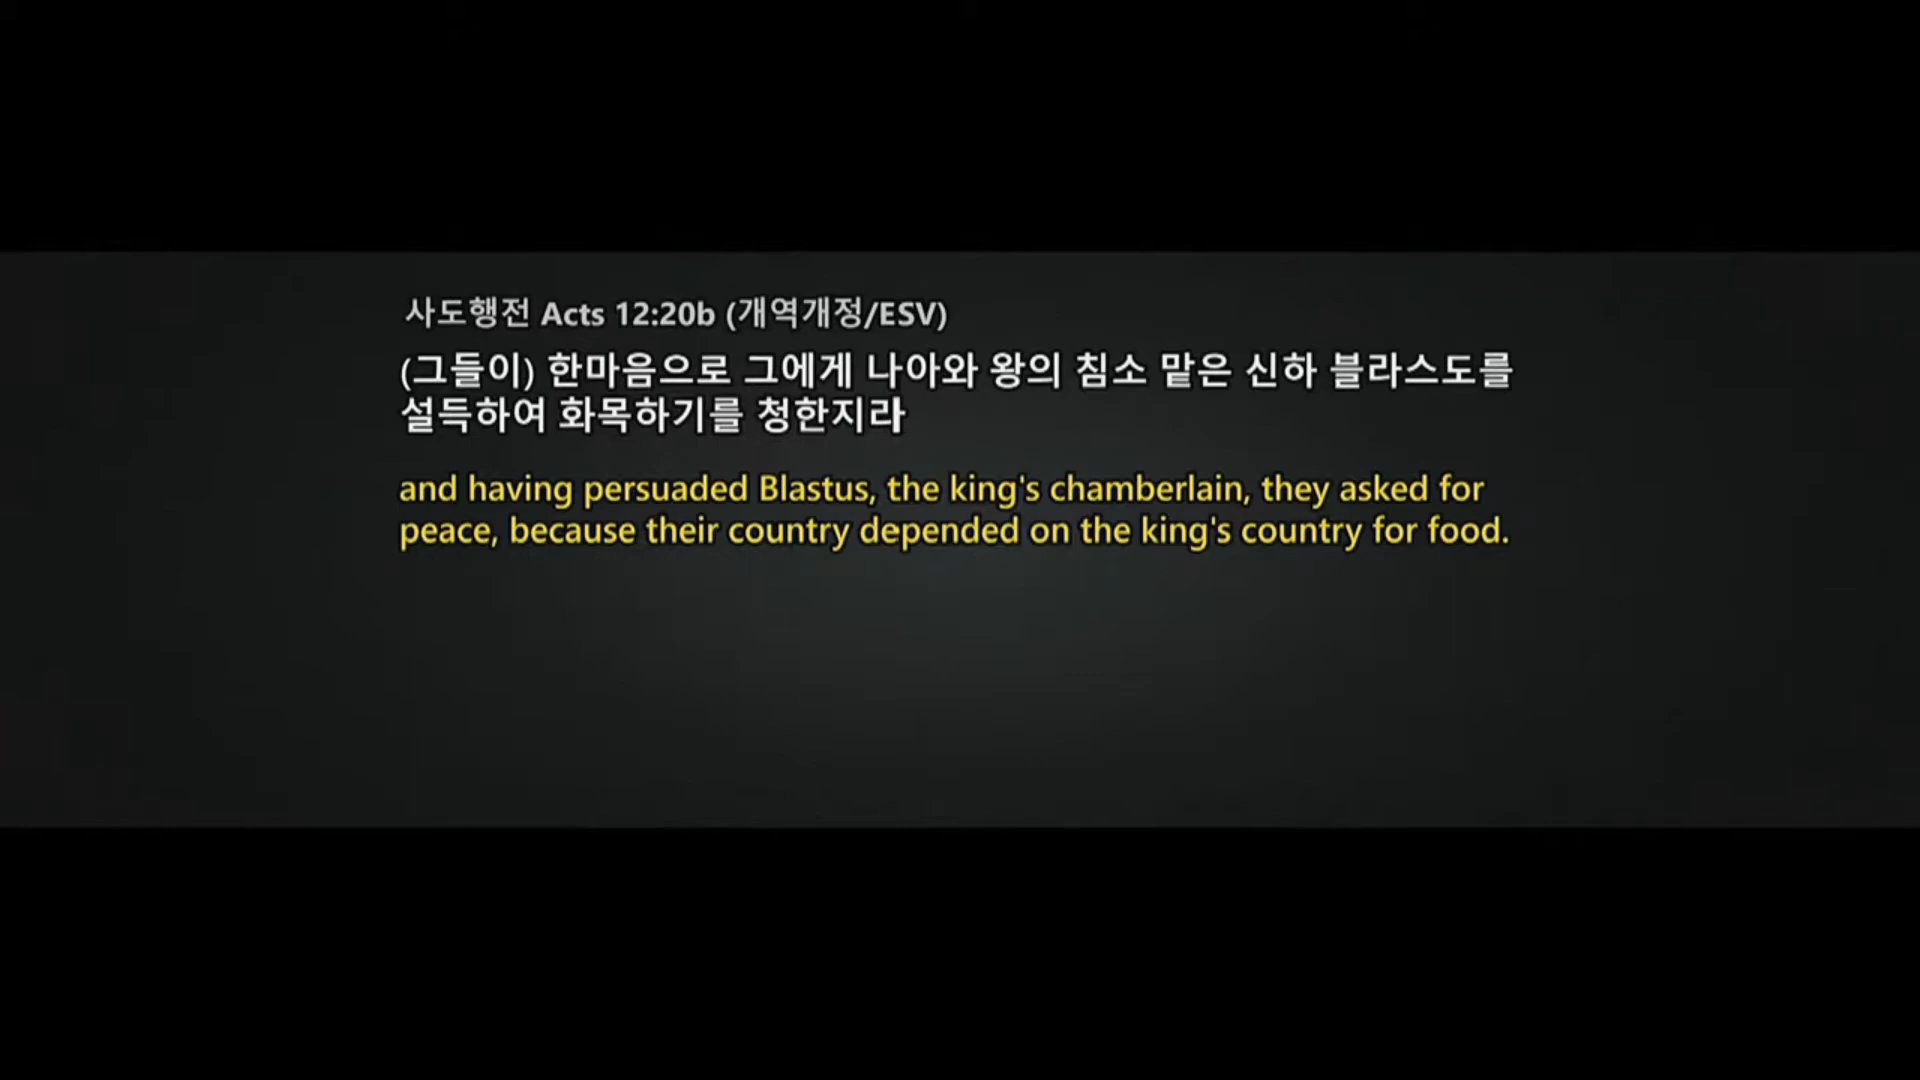 사도행전 Acts 12:20b (개역개정/ESV)
(그들이) 한마음으로 그에게 나아와 왕의 침소 맡은 신하 블라스도를
설득하여 화목하기를 청한지라
and having persuaded Blastus, the king's chamberlain, they asked for
peace, because their country depended on the king's country for food.